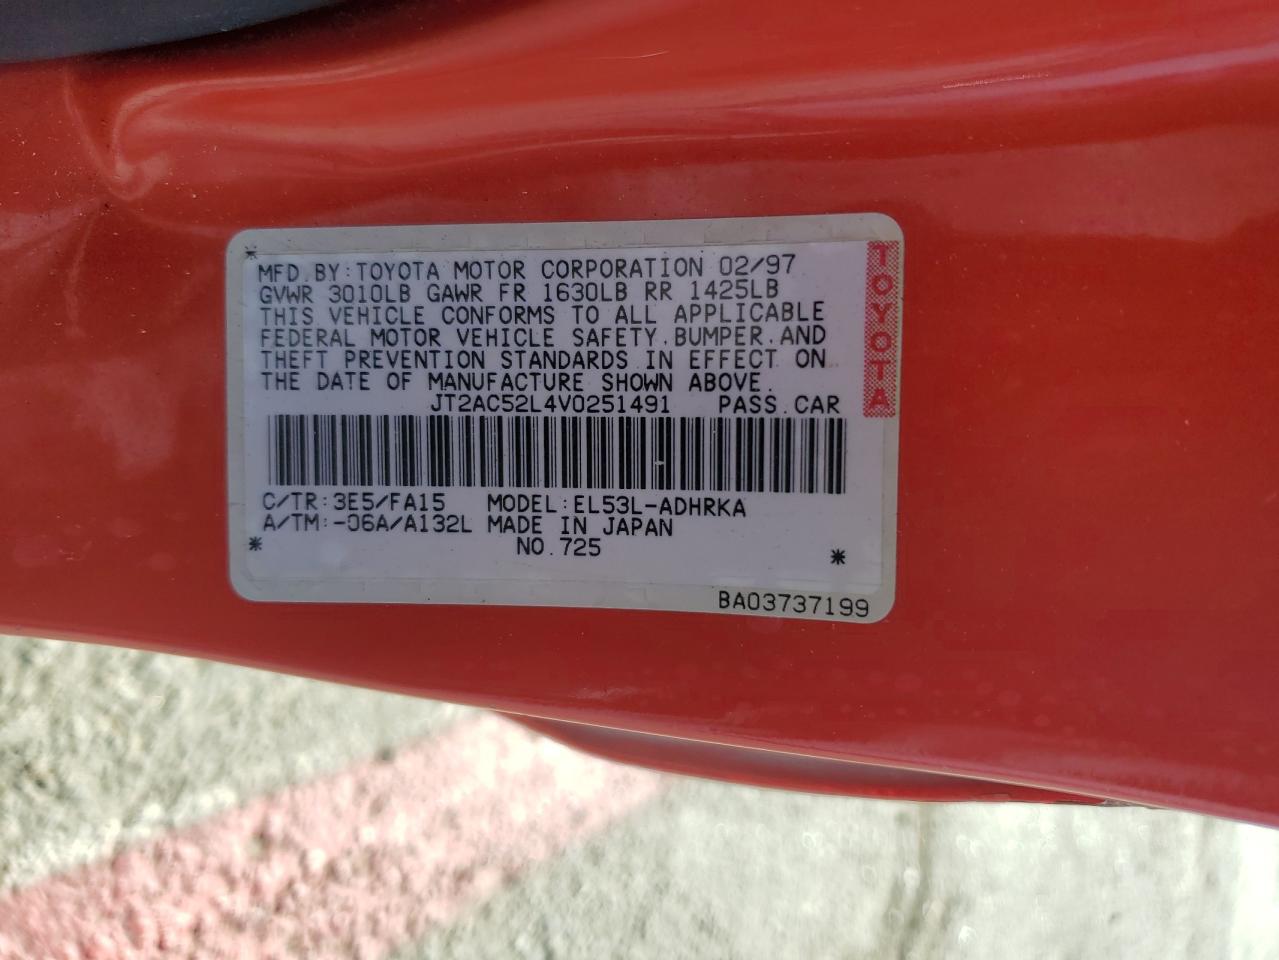 MFD. BY: TOYOTA MOTOR CORPORATION 02/97
GVWR 3010LB GAWR FR 1630LB RR 1425LB
THIS VEHICLE CONFORMS TO ALL APPLICABLE
FEDERAL MOTOR VEHICLE SAFETY, BUMPER, AND
THEFT PREVENTION STANDARDS IN EFFECT ON
THE DATE OF MANUFACTURE SHOWN ABOVE.
JT2AC52L4V0251491 PASS. CAR
C/TR: 3E5/FA15 MODEL: EL53L-ADHRKA
A/TM: -06A/A132L MADE IN JAPAN
NO. 725
BA03737199
TOYOTA